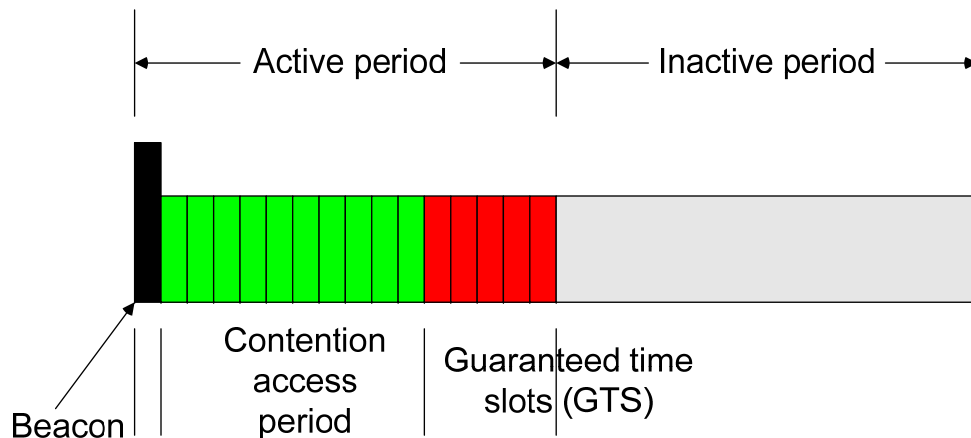 Active period
Inactive period
Contention
access
period
Guaranteed time
slots (GTS)
Beacon